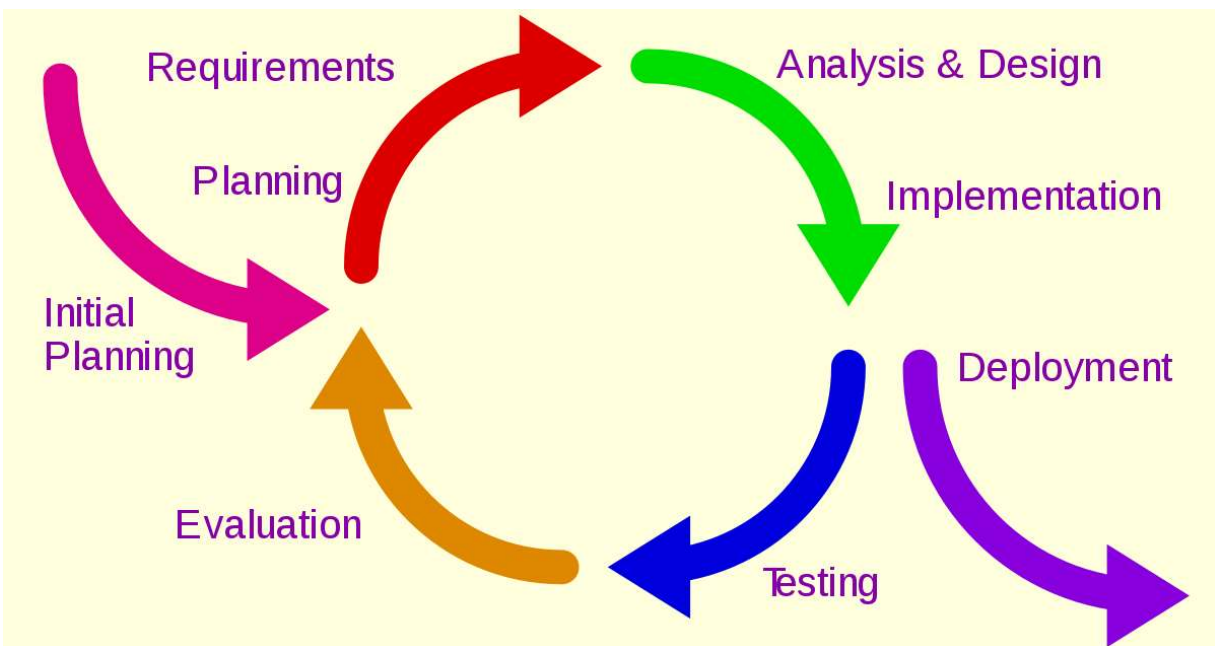 Requirements
Analysis & Design
Planning
Implementation
Initial
Planning
Deployment
Evaluation
Testing